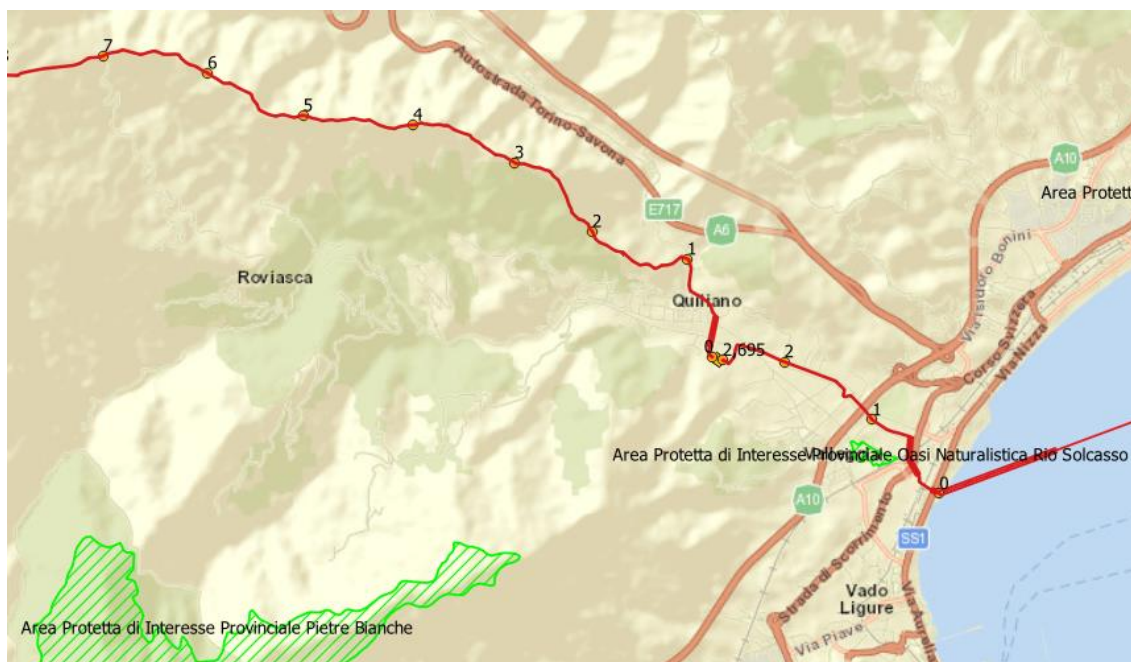 7
6
5
4
3
2
1
Autostrada Torino-Savona
A10
E717
A6
Area Protett
Via Isidoro Bonini
Roviasca
Quiliano
Corso Svizzera
Via Nizza
0
2,695
2
1
Area Protetta di Interesse Provinciale Oasi Naturalistica Rio Solcasso
0
A10
SS1
Strada di Scorrimento
Vado
Ligure
Via Aurelia
Via Piave
Area Protetta di Interesse Provinciale Pietre Bianche